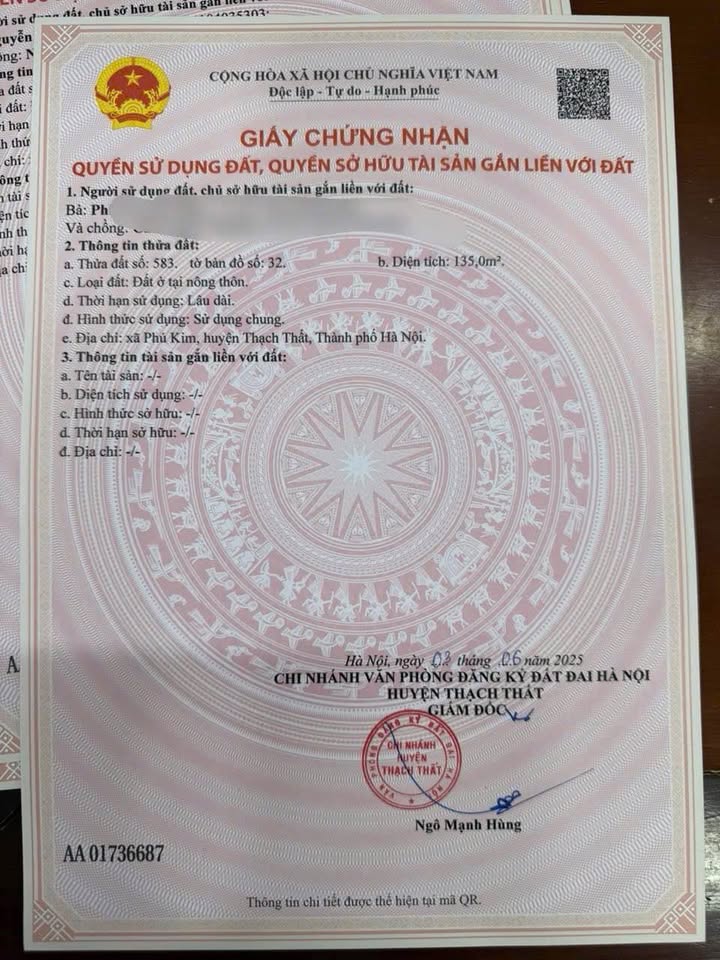 CỘNG HÒA XÃ HỘI CHỦ NGHĨA VIỆT NAM
Độc lập - Tự do - Hạnh phúc
GIẤY CHỨNG NHẬN
QUYỀN SỬ DỤNG ĐẤT, QUYỀN SỞ HỮU TÀI SẢN GẮN LIỀN VỚI ĐẤT
1. Người sử dụng đất, chủ sở hữu tài sản gắn liền với đất:
Bà: Ph
Và chồng.
2. Thông tin thửa đất:
a. Thửa đất số: 583. tờ bản đồ số: 32. b. Diện tích: 135,0m².
c. Loại đất: Đất ở tại nông thôn.
d. Thời hạn sử dụng: Lâu dài.
đ. Hình thức sử dụng: Sử dụng chung.
e. Địa chỉ: xã Phú Kim, huyện Thạch Thất, Thành phố Hà Nội.
3. Thông tin tài sản gắn liền với đất:
a. Tên tài sản: -/-
b. Diện tích sử dụng: -/-
c. Hình thức sở hữu: -/-
d. Thời hạn sở hữu: -/-
đ. Địa chỉ: -/-
Hà Nội, ngày 03 tháng .06 năm 2025
CHI NHÁNH VĂN PHÒNG ĐĂNG KÝ ĐẤT ĐAI HÀ NỘI
HUYỆN THẠCH THẤT
GIÁM ĐỐC
VĂN PHÒNG ĐĂNG KÝ ĐẤT ĐAI HÀ NỘI
CHI NHÁNH
HUYỆN
THẠCH THẤT
Ngô Mạnh Hùng
AA 01736687
Thông tin chi tiết được thể hiện tại mã QR.